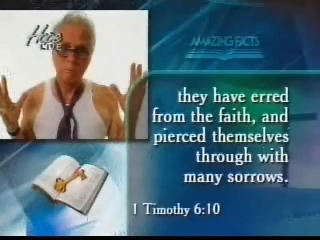 Hope
LIVE
AMAZING FACTS
they have erred
from the faith, and
pierced themselves
through with
many sorrows.
1 Timothy 6:10